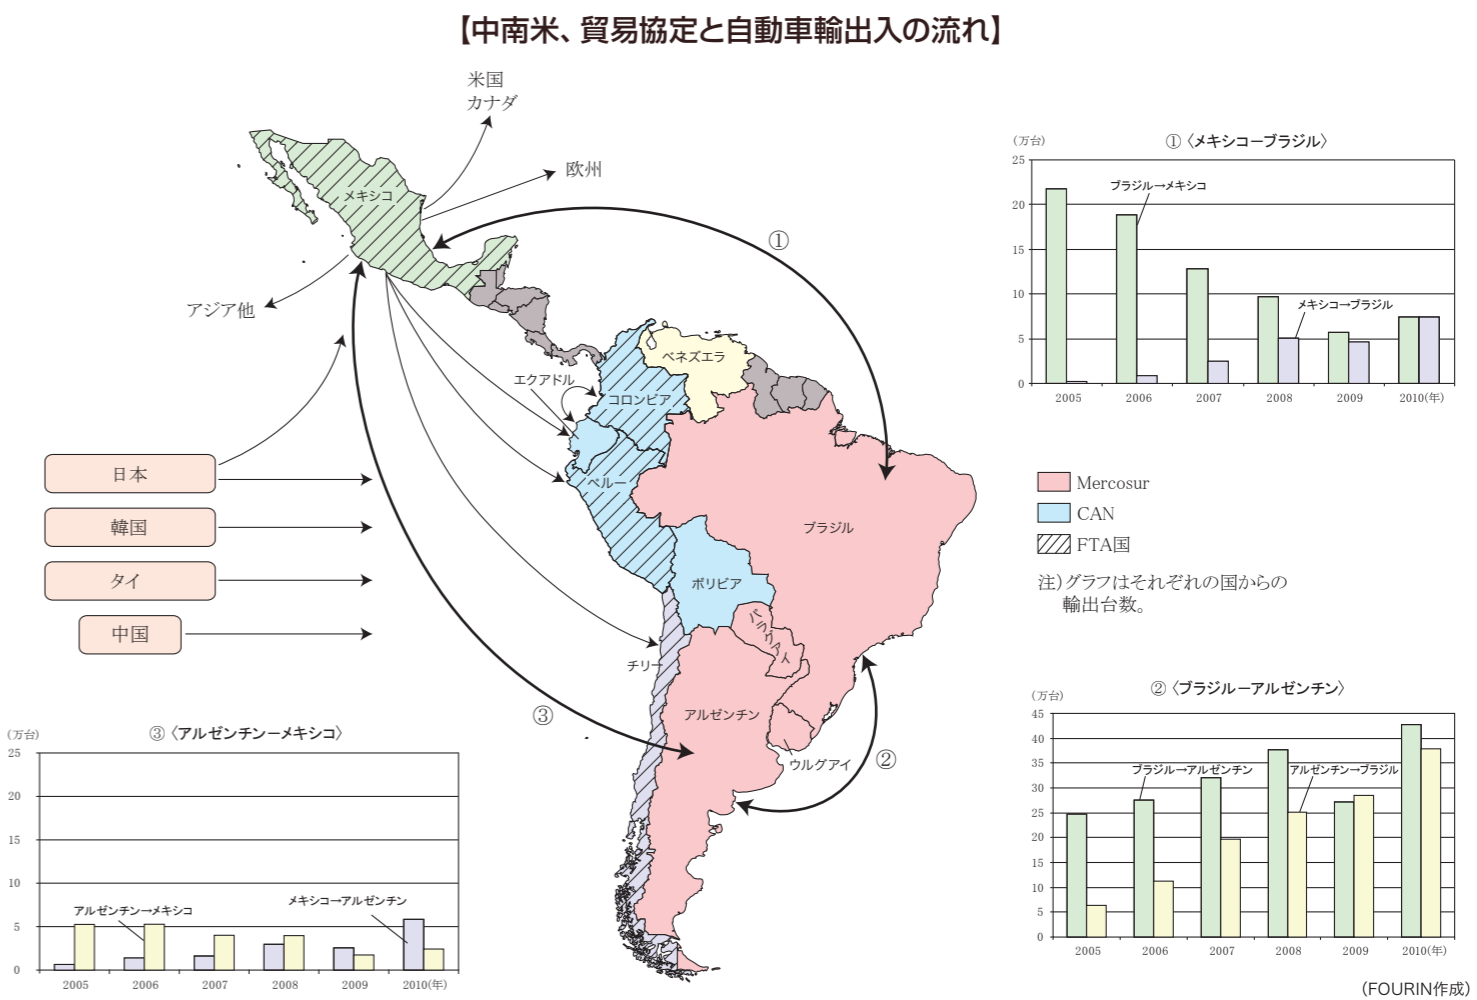 【中南米、貿易協定と自動車輸出入の流れ】
米国
カナダ
欧州
メキシコ
①
アジア他
エクアドル
コロンビア
ベネズエラ
ペルー
ブラジル
ボリビア
パラグアイ
チリー
アルゼンチン
ウルグアイ
③
②
日本
韓国
タイ
中国
(万台)
①〈メキシコーブラジル〉
25
20
15
10
5
0
ブラジル→メキシコ
メキシコ→ブラジル
2005 2006 2007 2008 2009 2010(年)
Mercosur
CAN
FTA国
注)グラフはそれぞれの国からの
輸出台数。
②〈ブラジルーアルゼンチン〉
(万台)
45
40
35
30
25
20
15
10
5
0
ブラジル→アルゼンチン
アルゼンチン→ブラジル
2005 2006 2007 2008 2009 2010(年)
③〈アルゼンチンーメキシコ〉
(万台)
25
20
15
10
5
0
アルゼンチン→メキシコ
メキシコ→アルゼンチン
2005 2006 2007 2008 2009 2010(年)
(FOURIN作成)